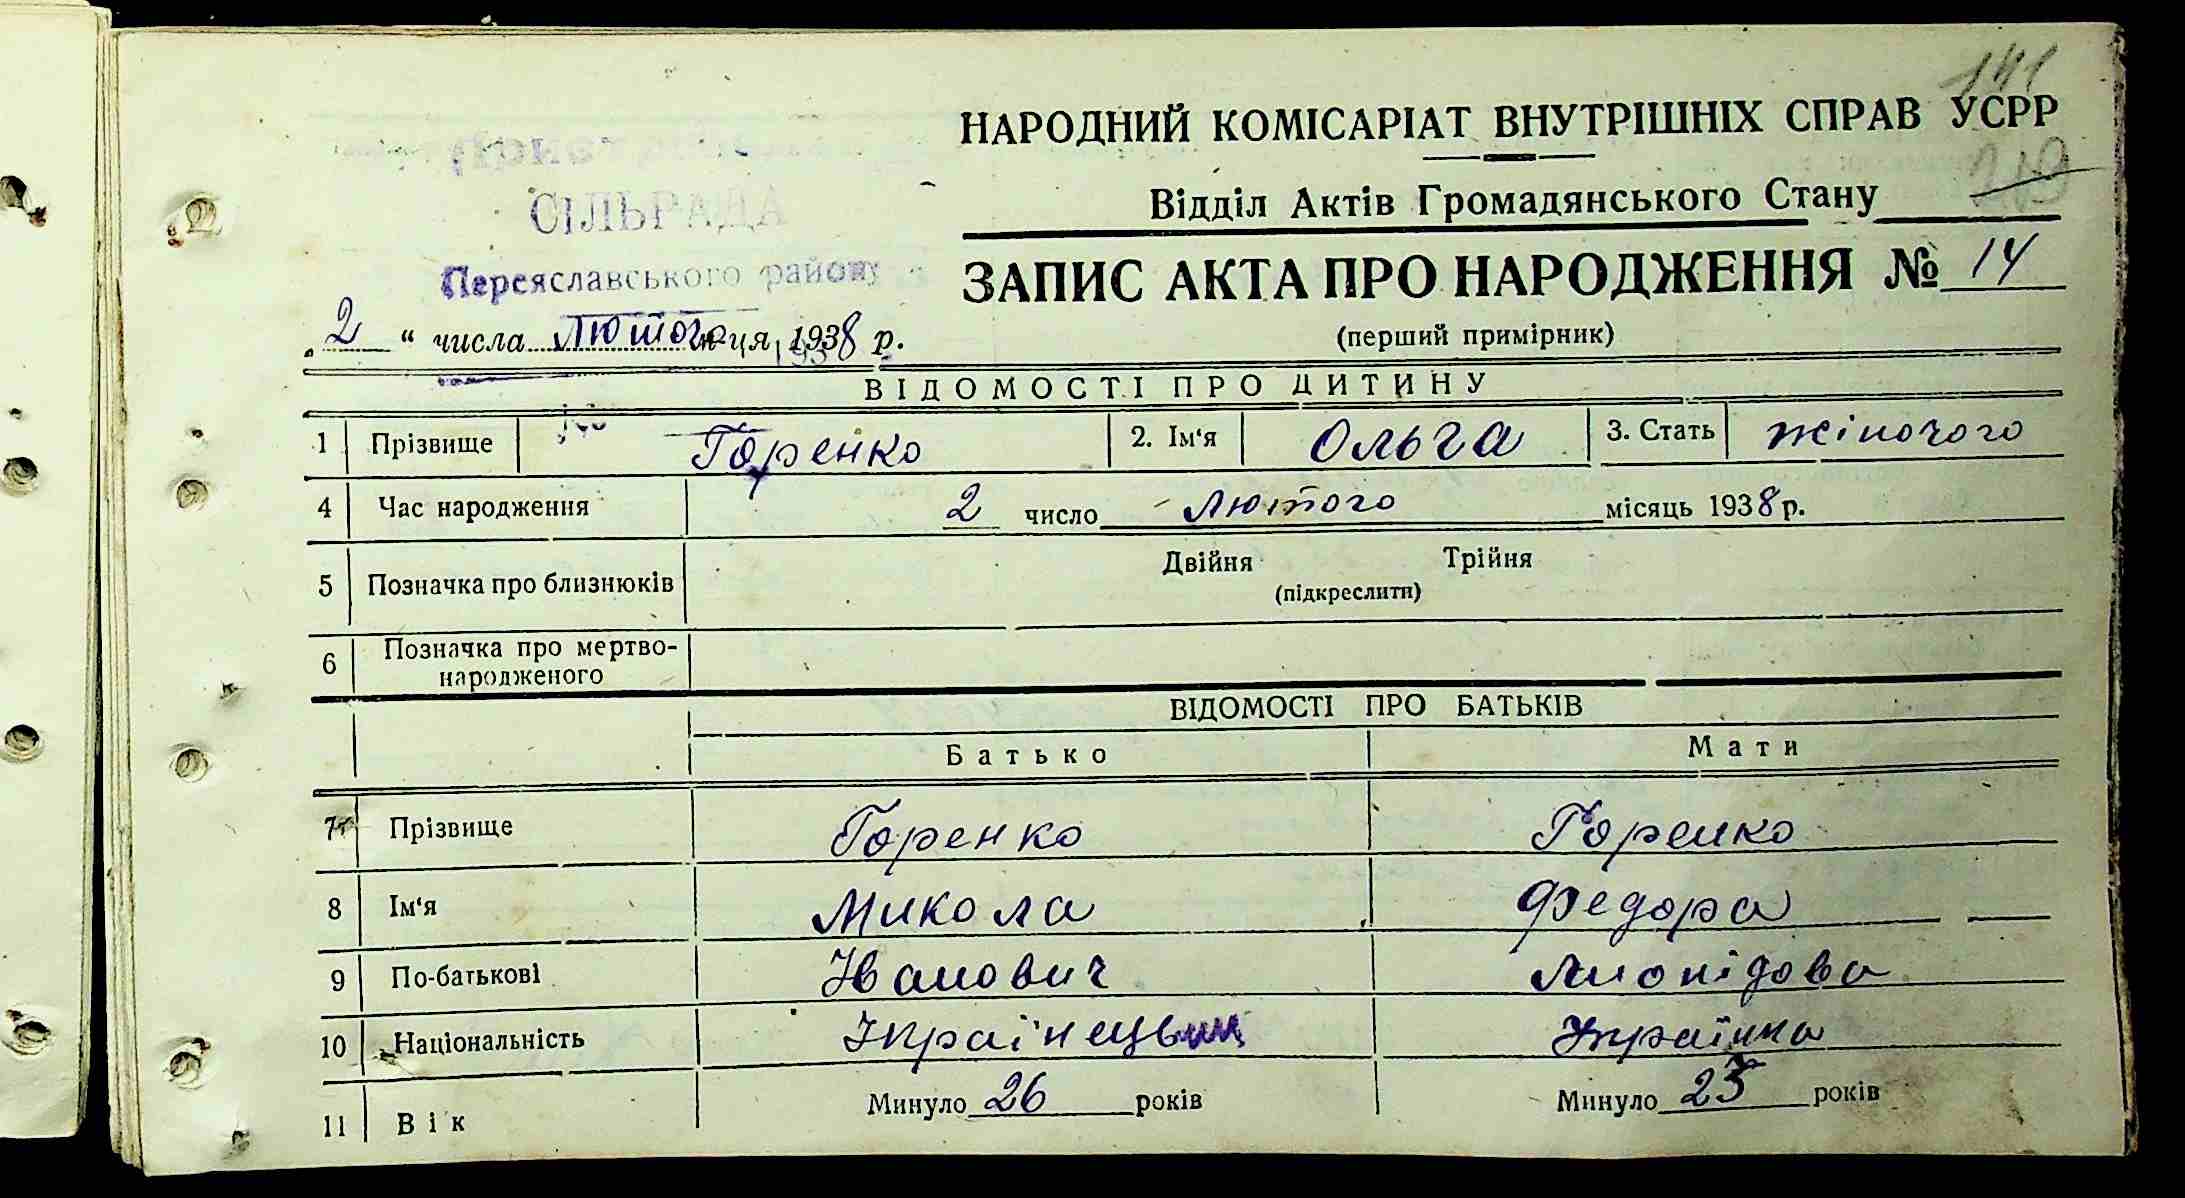 141
НАРОДНИЙ КОМІСАРІАТ ВНУТРІШНІХ СПРАВ УСРР
Відділ Актів Громадянського Стану
СІЛЬРАДА
Переяславського району
ЗАПИС АКТА ПРО НАРОДЖЕННЯ № 14
(перший примірник)
„ 2 “ числа лютого м-ця 1938 р.
ВІДОМОСТІ ПРО ДИТИНУ
1 Прізвище Горенко 2. Ім'я Ольга 3. Стать жіночого
4 Час народження 2 число лютого місяць 1938 р.
5 Позначка про близнюків Двійня Трійня
(підкреслити)
6 Позначка про мертво-
народженого
ВІДОМОСТІ ПРО БАТЬКІВ
Батько Мати
7 Прізвище Горенко Горенко
8 Ім'я Микола Федора
9 По-батькові Іванович
10 Національність Українець Українка
11 Вік Минуло 26 років Минуло 25 років